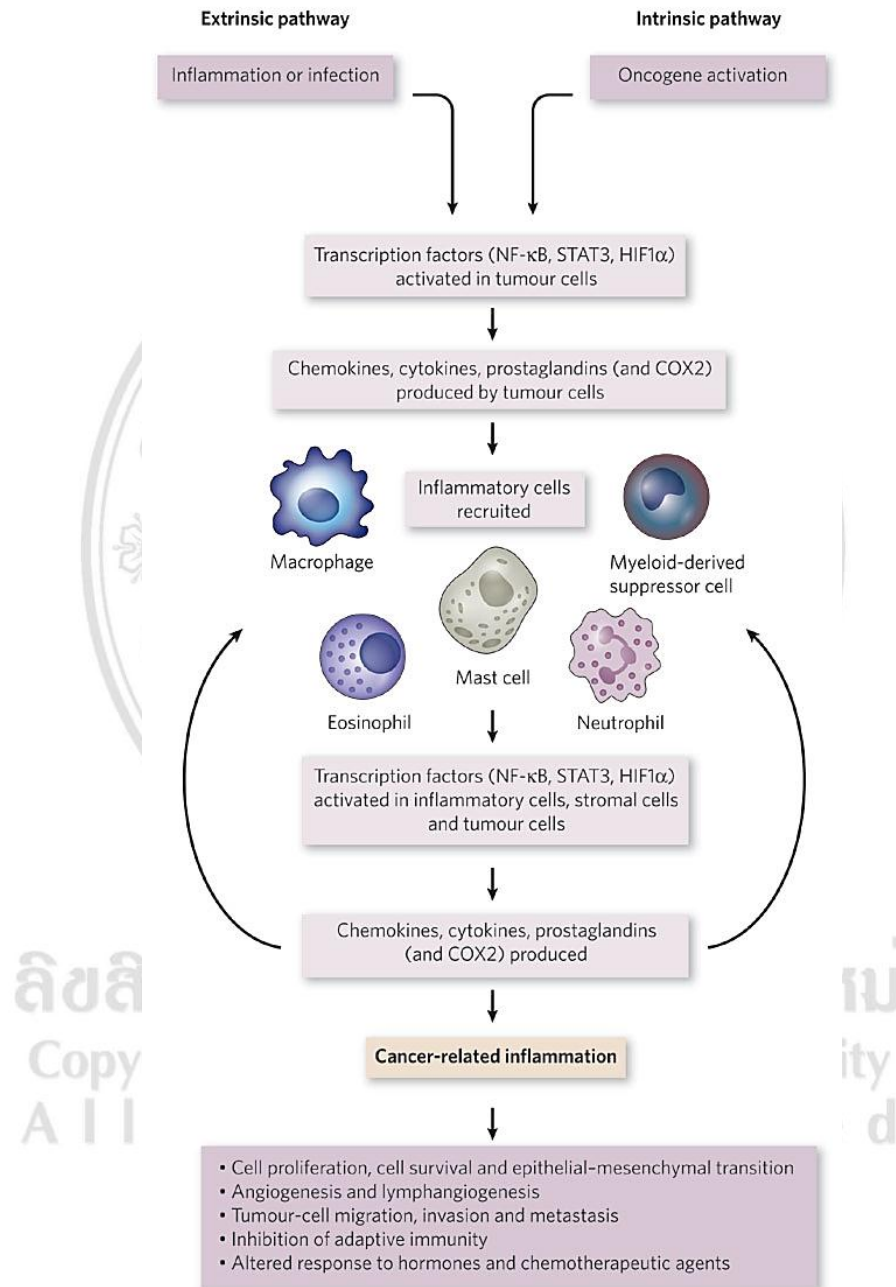 Extrinsic pathway
Intrinsic pathway
Inflammation or infection
Oncogene activation
Transcription factors (NF-κB, STAT3, HIF1α)
activated in tumour cells
Chemokines, cytokines, prostaglandins (and COX2)
produced by tumour cells
Inflammatory cells
recruited
Macrophage
Myeloid-derived
suppressor cell
Mast cell
Eosinophil
Neutrophil
Transcription factors (NF-κB, STAT3, HIF1α)
activated in inflammatory cells, stromal cells
and tumour cells
Chemokines, cytokines, prostaglandins
(and COX2) produced
Cancer-related inflammation
• Cell proliferation, cell survival and epithelial–mesenchymal transition
• Angiogenesis and lymphangiogenesis
• Tumour-cell migration, invasion and metastasis
• Inhibition of adaptive immunity
• Altered response to hormones and chemotherapeutic agents
Copy
ity
A l l
d